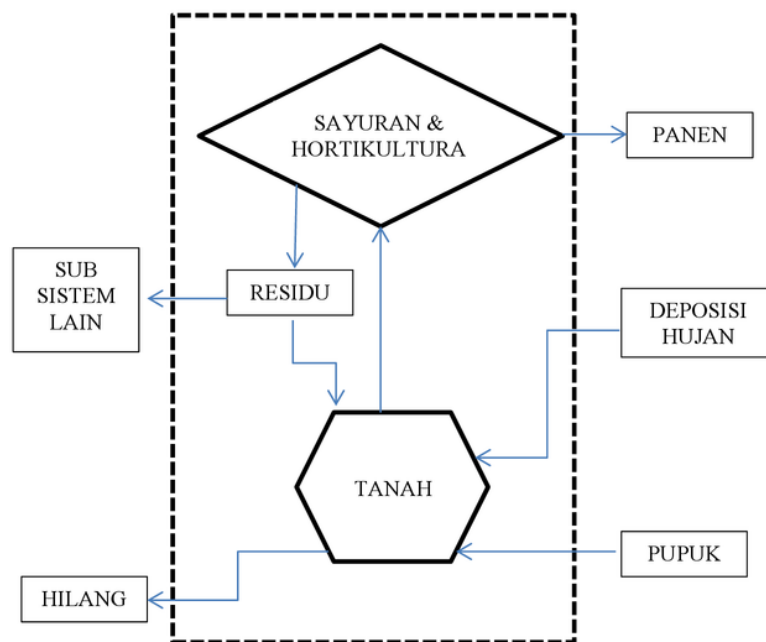 SAYURAN &
HORTIKULTURA
PANEN
SUB
SISTEM
LAIN
RESIDU
DEPOSISI
HUJAN
TANAH
PUPUK
HILANG